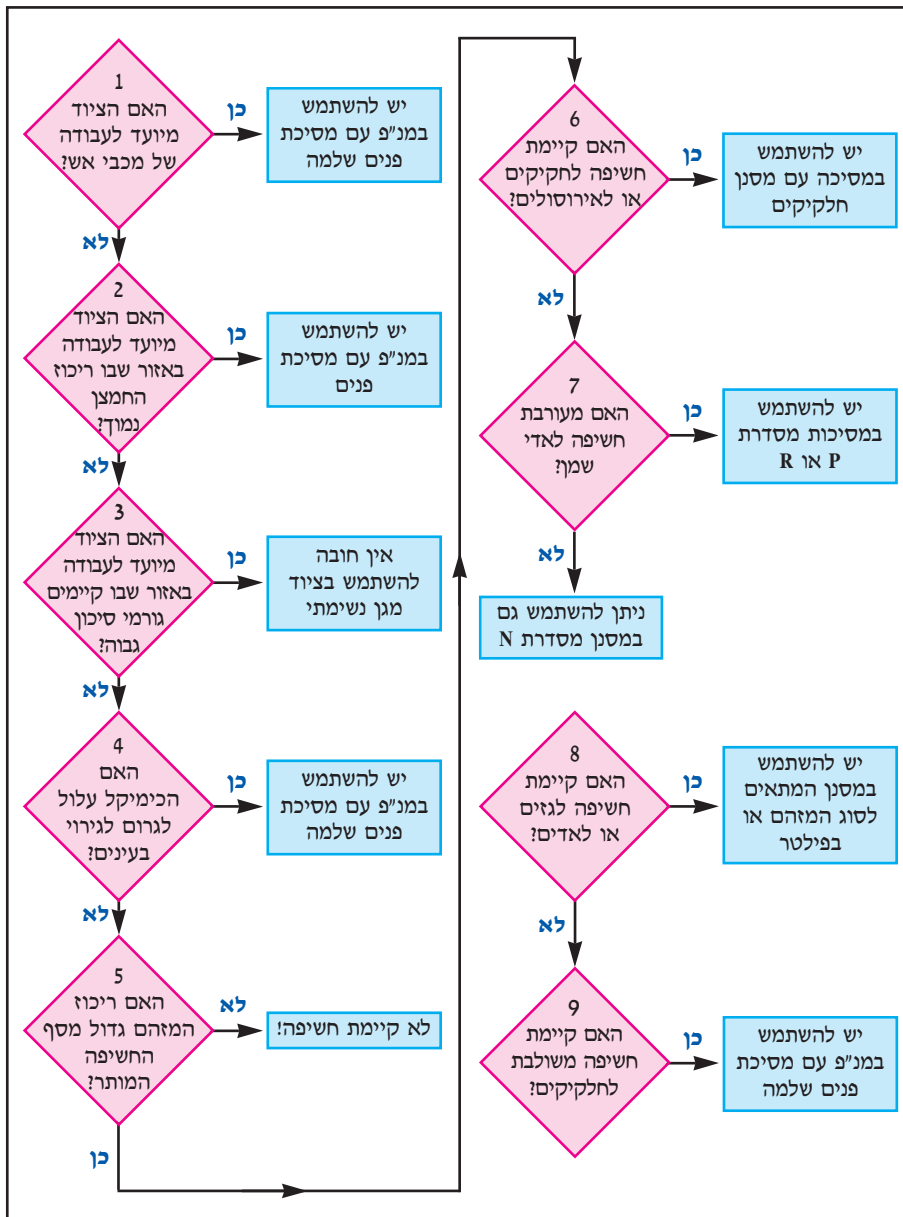 1
האם הציוד
מיועד לעבודה
של מכבי אש?
כן
יש להשתמש
במנ"פ עם מסיכת
פנים שלמה
לא
2
האם הציוד
מיועד לעבודה
באזור שבו ריכוז
החמצן
נמוך?
כן
יש להשתמש
במנ"פ עם מסיכת
פנים
לא
3
האם הציוד
מיועד לעבודה
באזור שבו קיימים
גורמי סיכון
גבוה?
כן
אין חובה
להשתמש בציוד
מגן נשימתי
לא
4
האם
הכימיקל עלול
לגרום לגירוי
בעינים?
כן
יש להשתמש
במנ"פ עם מסיכת
פנים שלמה
לא
5
האם ריכוז
המזהם גדול מסף
החשיפה
המותר?
לא
לא קיימת חשיפה!
כן
6
האם קיימת
חשיפה לחקיקים
או לאירוסולים?
כן
יש להשתמש
במסיכה עם מסנן
חלקיקים
לא
7
האם מעורבת
חשיפה לאדי
שמן?
כן
יש להשתמש
במסיכות מסדרת
P או R
לא
ניתן להשתמש גם
במסנן מסדרת N
8
האם קיימת
חשיפה לגזים
או לאדים?
כן
יש להשתמש
במסנן המתאים
לסוג המזהם או
בפילטר
לא
9
האם קיימת
חשיפה משולבת
לחלקיקים?
כן
יש להשתמש
במנ"פ עם מסיכת
פנים שלמה